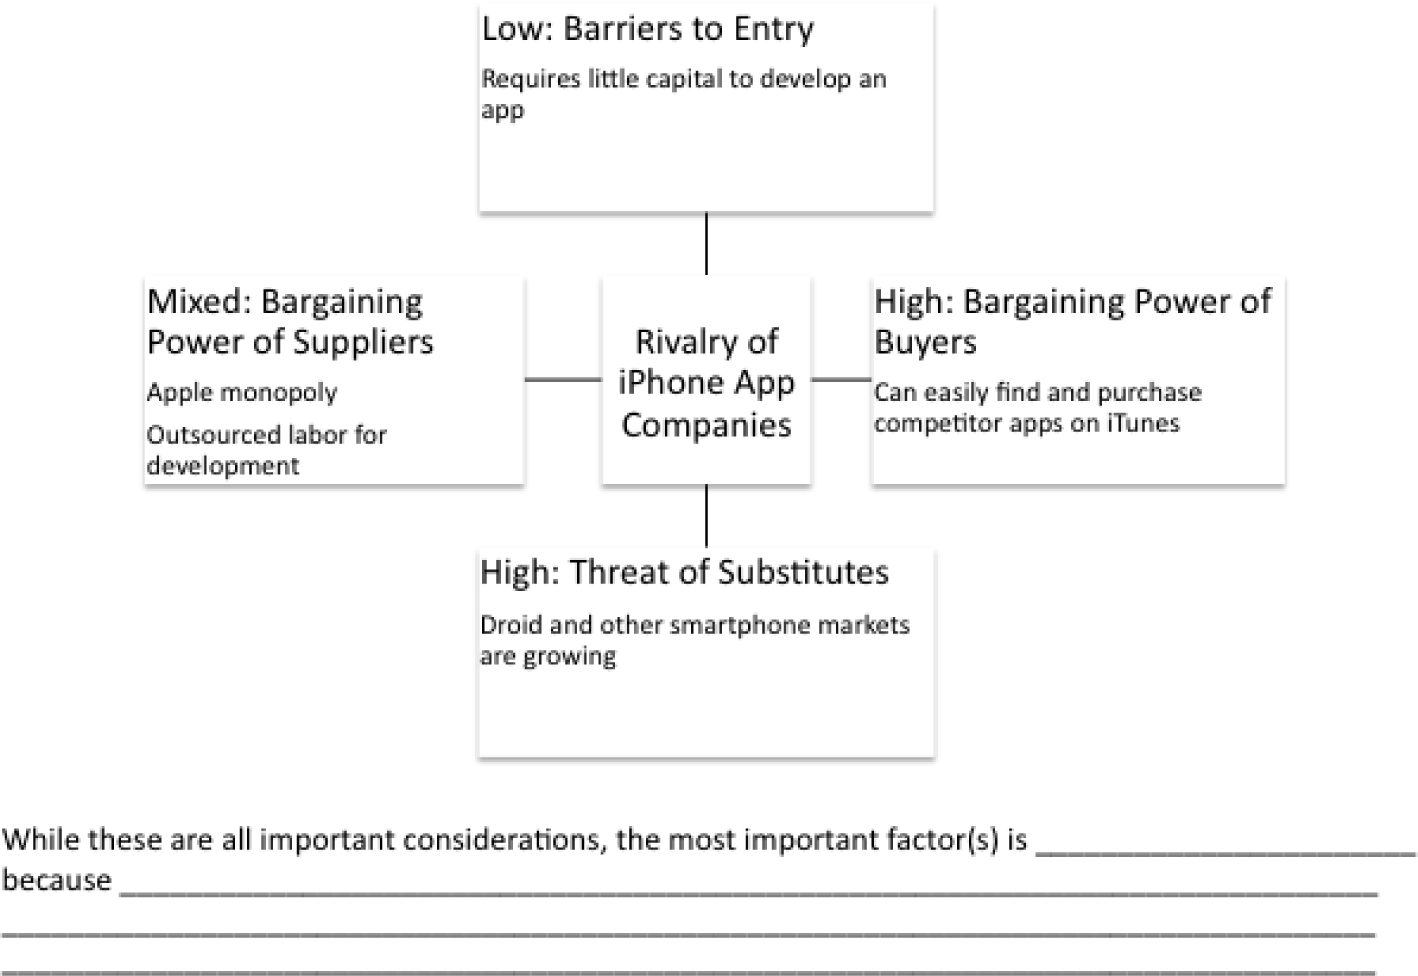 Low: Barriers to Entry
Requires little capital to develop an
app
Mixed: Bargaining
Power of Suppliers
Apple monopoly
Outsourced labor for
development
Rivalry of
iPhone App
Companies
High: Bargaining Power of
Buyers
Can easily find and purchase
competitor apps on iTunes
High: Threat of Substitutes
Droid and other smartphone markets
are growing
While these are all important considerations, the most important factor(s) is ______________________
because ______________________________________________________________________________
_____________________________________________________________________________________
_____________________________________________________________________________________